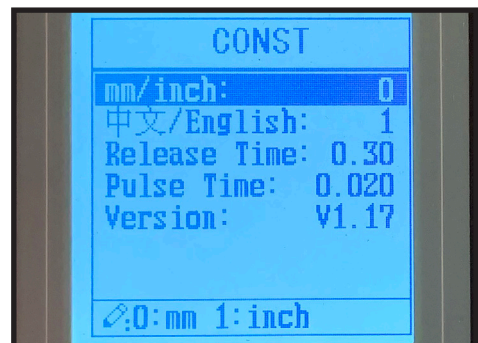 CONST
mm/inch: 0
中文/English: 1
Release Time: 0.30
Pulse Time: 0.020
Version: V1.17
0:mm 1:inch